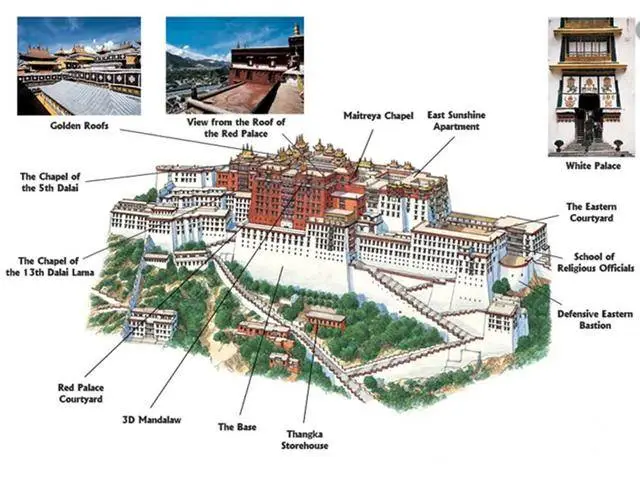 Golden Roofs
View from the Roof of
the Red Palace
Maitreya Chapel
East Sunshine
Apartment
White Palace
The Chapel of
the 5th Dalai
The Eastern
Courtyard
The Chapel of
the 13th Dalai Lama
School of
Religious Officials
Defensive Eastern
Bastion
Red Palace
Courtyard
3D Mandalaw
The Base
Thangka
Storehouse